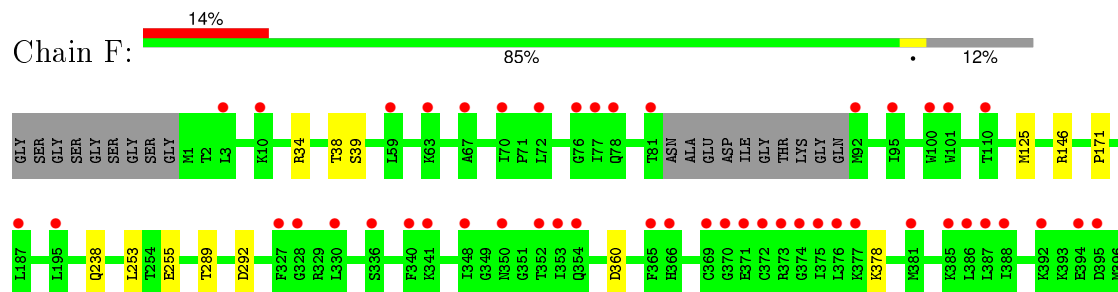 14%
Chain F:
85%
•
12%
GLY SER GLY SER GLY SER GLY SER GLY M1 T2 L3 K10 R34 T38 S39 L59 K63 A67 I70 P71 L72 G76 I77 Q78 T81 ASN ALA GLU ASP ILE GLY THR LYS GLY GLN M92 I95 W100 W101 T110 M125 R146 P171
L187 L195 Q238 L253 T254 E255 T289 D292 F327 G328 R329 L330 S336 F340 K341 I348 G349 N350 G351 T352 I353 Q354 D360 F365 H366 C369 G370 E371 C372 R373 G374 I375 L376 K377 K378 M381 K385 L386 L387 I388 K392 K393 E394 D395